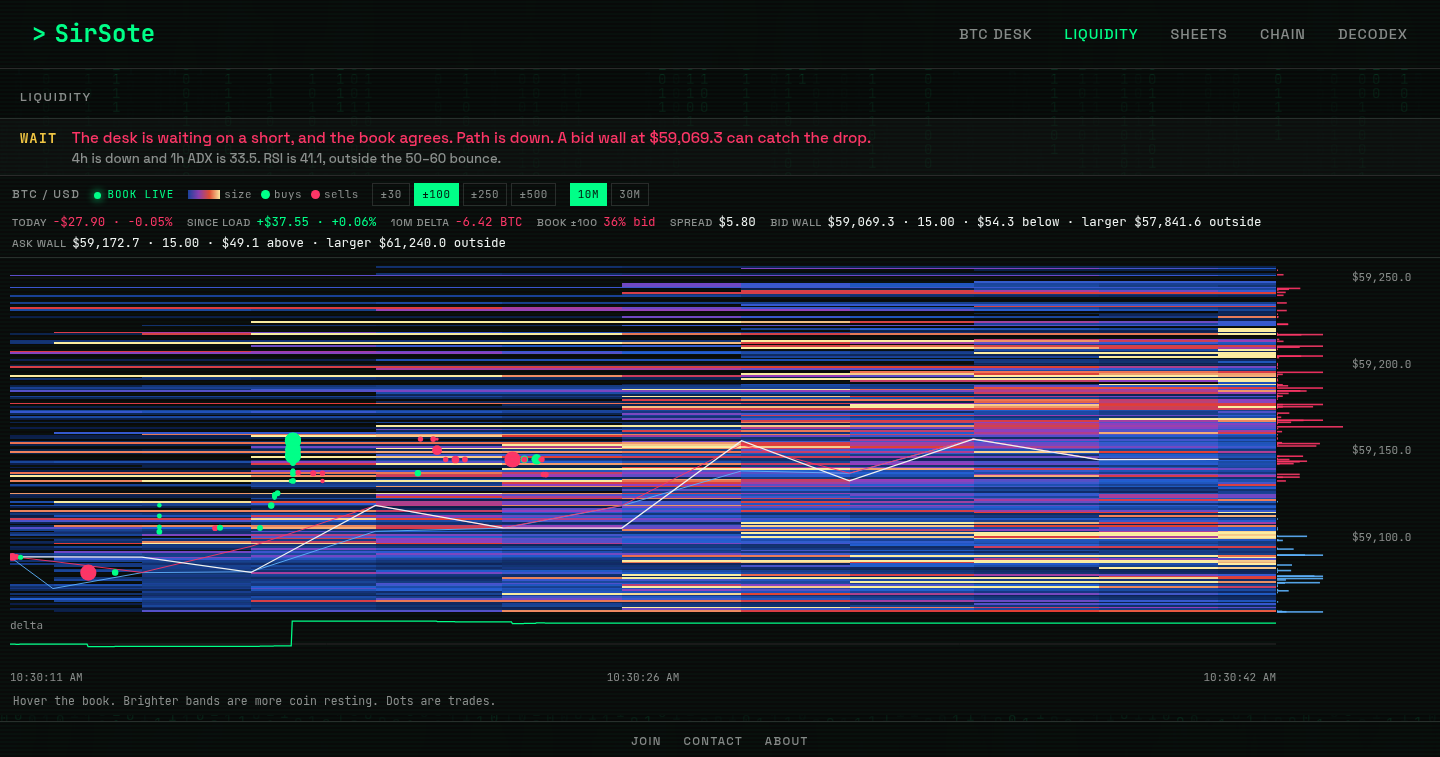 > SirSote
BTC DESK LIQUIDITY SHEETS CHAIN DECODEX
LIQUIDITY
WAIT The desk is waiting on a short, and the book agrees. Path is down. A bid wall at $59,069.3 can catch the drop.
4h is down and 1h ADX is 33.5. RSI is 41.1, outside the 50–60 bounce.
BTC / USD BOOK LIVE size buys sells ±30 ±100 ±250 ±500 10M 30M
TODAY -$27.90 · -0.05% SINCE LOAD +$37.55 · +0.06% 10M DELTA -6.42 BTC BOOK ±100 36% bid SPREAD $5.80 BID WALL $59,069.3 · 15.00 · $54.3 below · larger $57,841.6 outside
ASK WALL $59,172.7 · 15.00 · $49.1 above · larger $61,240.0 outside
$59,250.0
$59,200.0
$59,150.0
$59,100.0
delta
10:30:11 AM 10:30:26 AM 10:30:42 AM
Hover the book. Brighter bands are more coin resting. Dots are trades.
JOIN CONTACT ABOUT